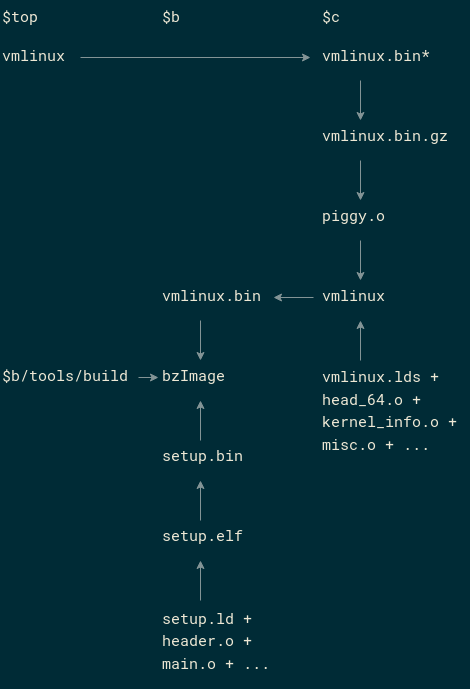 $top $b $c
vmlinux vmlinux.bin*
vmlinux.bin.gz
piggy.o
vmlinux.bin vmlinux
$b/tools/build bzImage vmlinux.lds +
head_64.o +
kernel_info.o +
misc.o + ...
setup.bin
setup.elf
setup.ld +
header.o +
main.o + ...